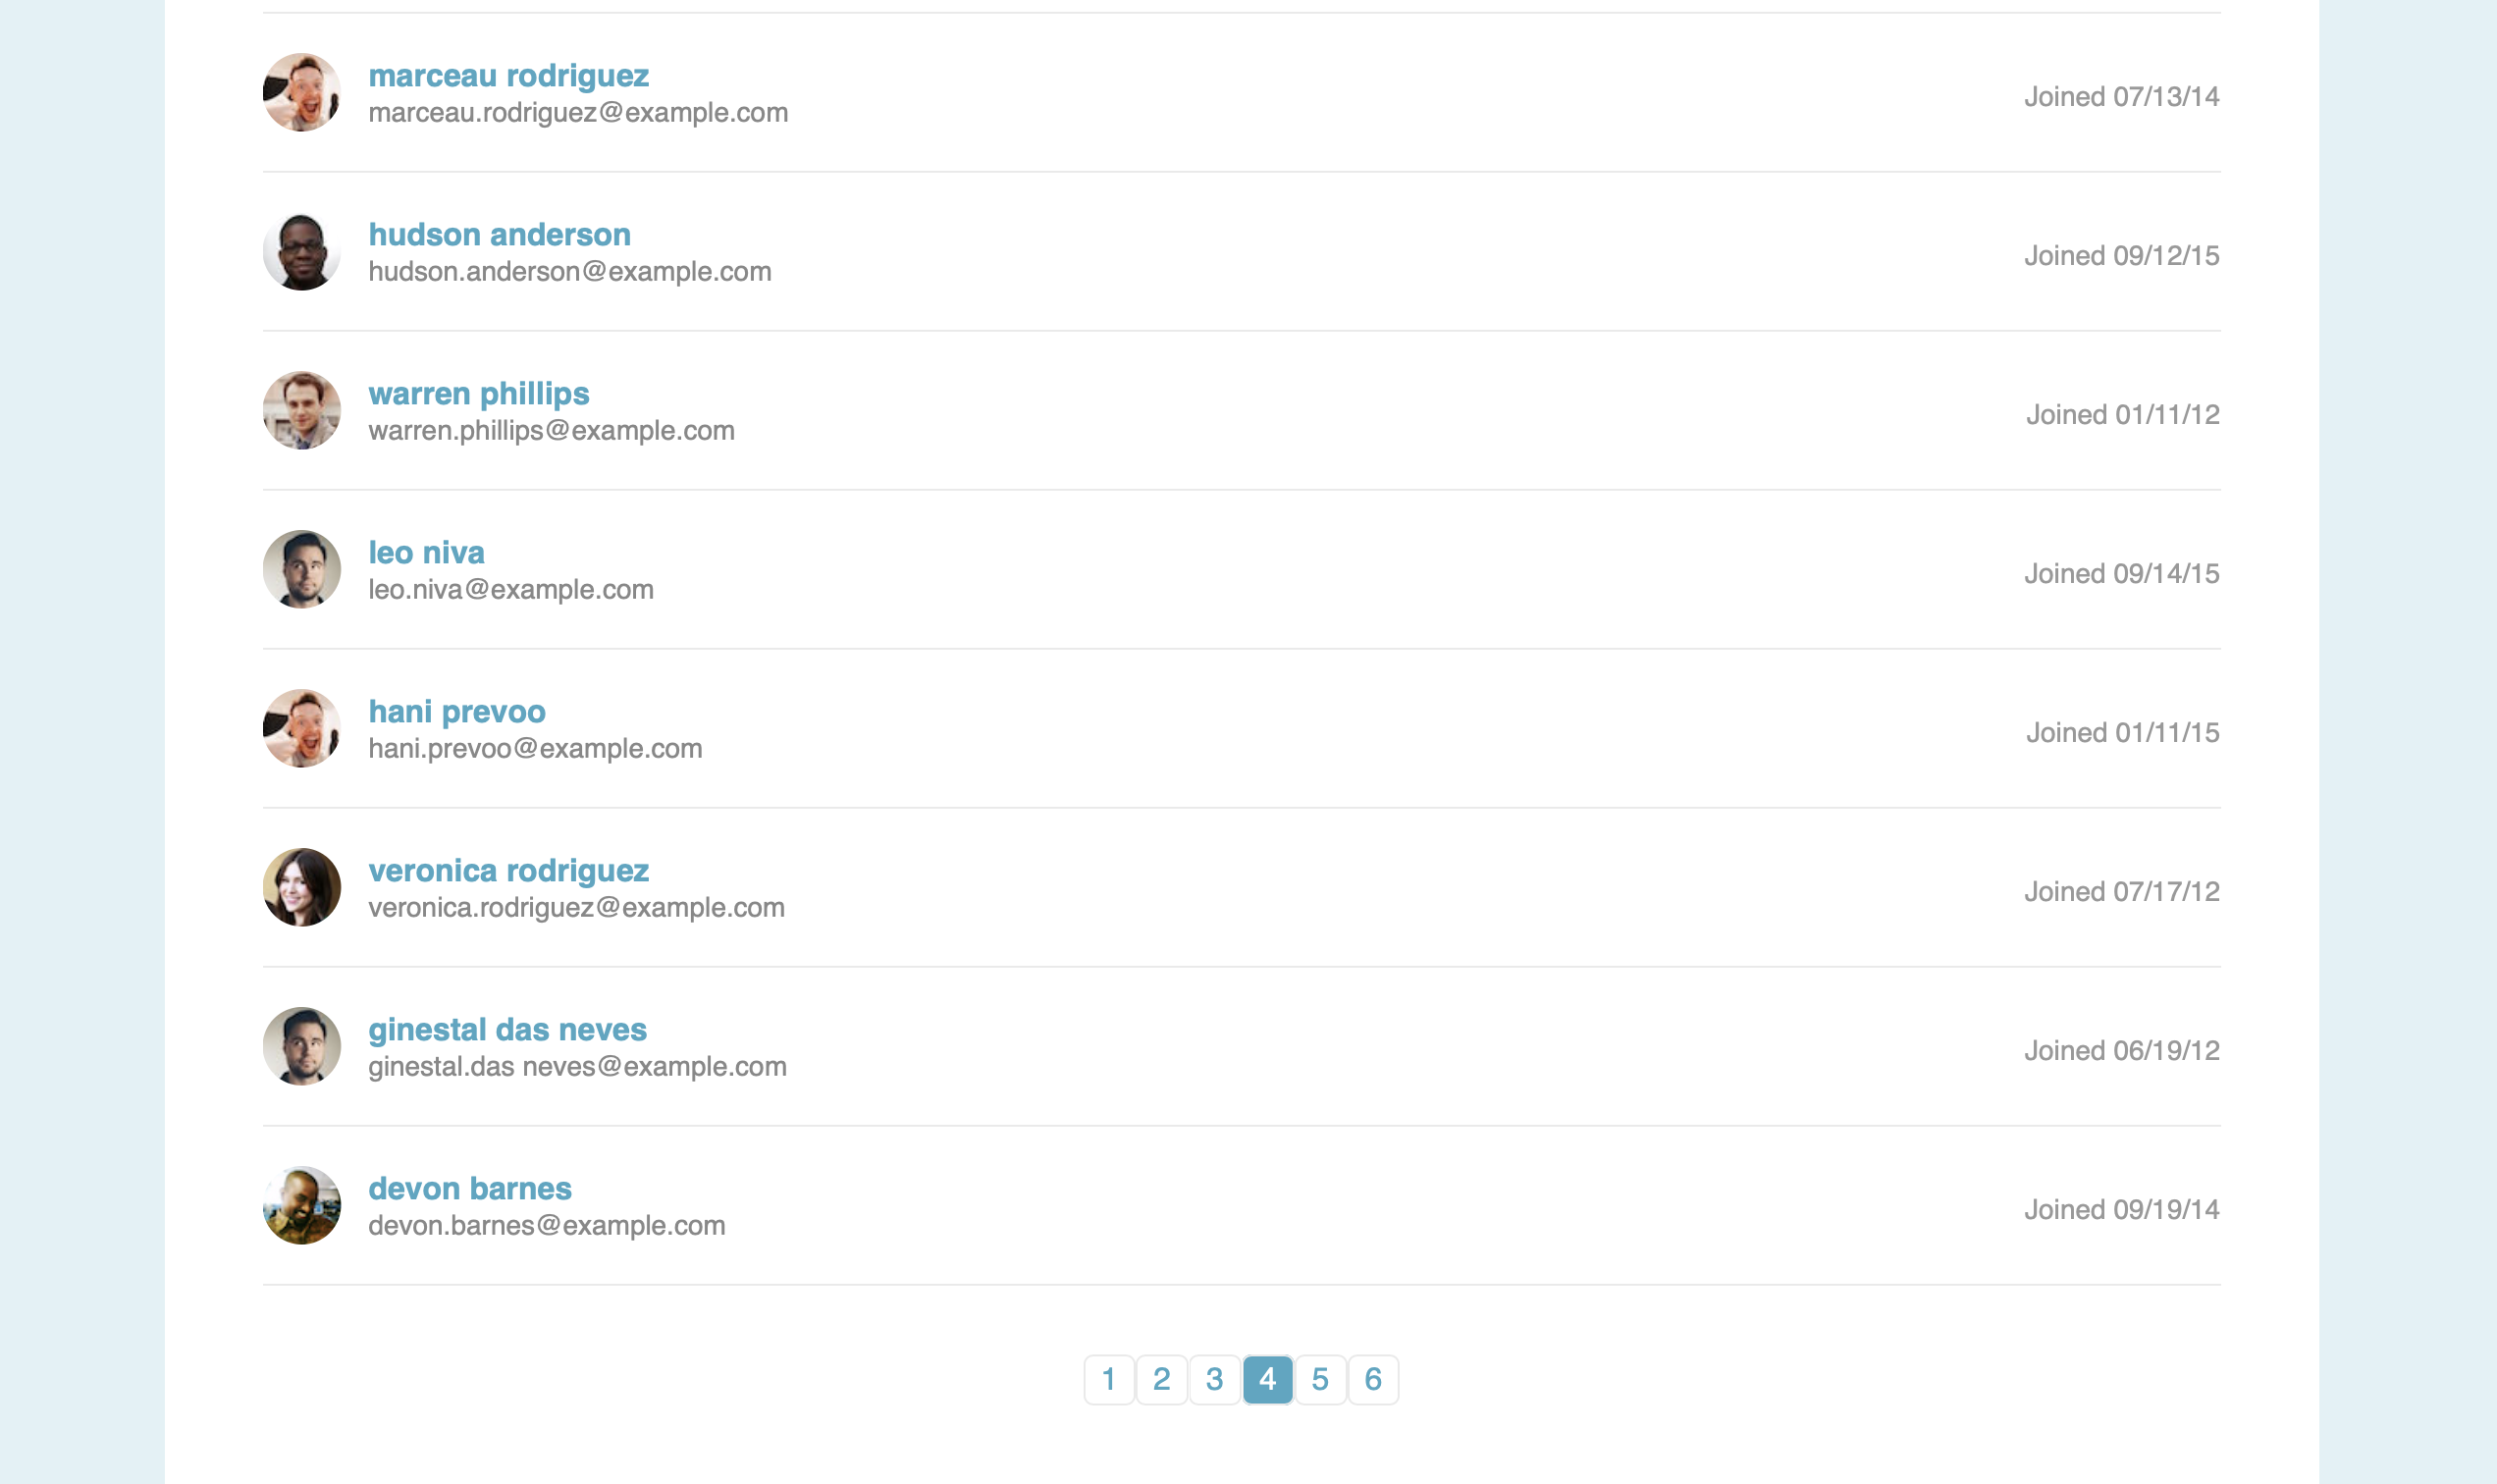 marceau rodriguez
marceau.rodriguez@example.com
Joined 07/13/14
hudson anderson
hudson.anderson@example.com
Joined 09/12/15
warren phillips
warren.phillips@example.com
Joined 01/11/12
leo niva
leo.niva@example.com
Joined 09/14/15
hani prevoo
hani.prevoo@example.com
Joined 01/11/15
veronica rodriguez
veronica.rodriguez@example.com
Joined 07/17/12
ginestal das neves
ginestal.das neves@example.com
Joined 06/19/12
devon barnes
devon.barnes@example.com
Joined 09/19/14
1 2 3 4 5 6